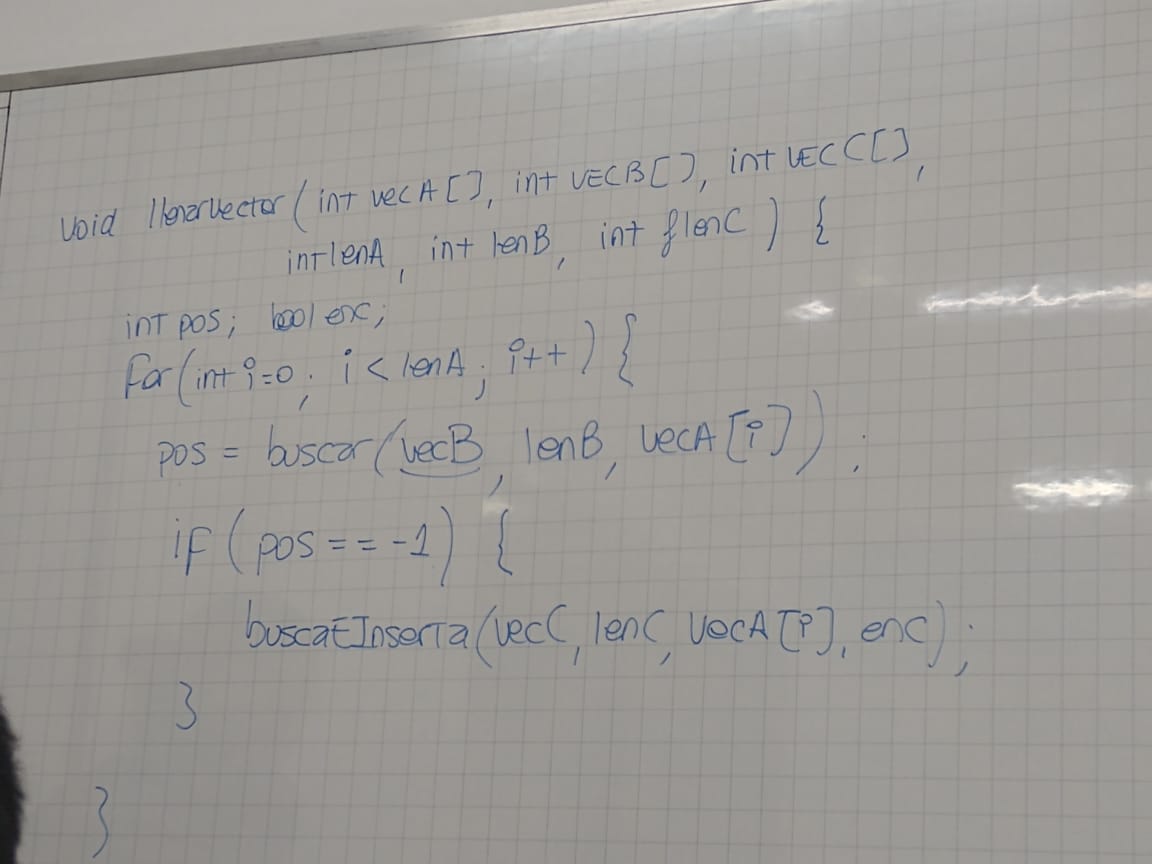 void llenarVector(int vecA[], int VECB[], int VECC[],
int lenA, int lenB, int &lenC) {
int pos; bool enc;
for(int i=0; i < lenA; i++) {
pos = buscar(vecB, lenB, vecA[i]);
if (pos == -1) {
buscaEInserta(vecC, lenC, vecA[i], enc);
}
}